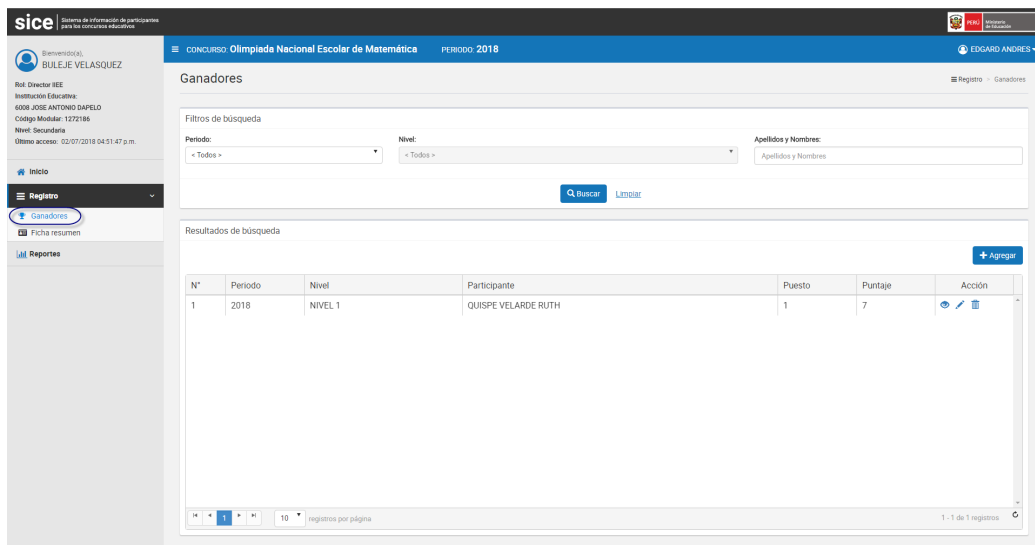 sice Sistema de información de participantes
para los concursos educativos
PERÚ Ministerio
de Educación
Bienvenido(a),
BULEJE VELASQUEZ
Rol: Director IIEE
Institución Educativa:
6008 JOSE ANTONIO DAPELO
Código Modular: 1272186
Nivel: Secundaria
Último acceso: 02/07/2018 04:51:47 p.m.
Inicio
Registro
Ganadores
Ficha resumen
Reportes
CONCURSO: Olimpiada Nacional Escolar de Matemática PERIODO: 2018
EDGARD ANDRES
Ganadores
Registro > Ganadores
Filtros de búsqueda
Periodo: Nivel: Apellidos y Nombres:
< Todos > < Todos > Apellidos y Nombres
Buscar Limpiar
Resultados de búsqueda
+ Agregar
N° Periodo Nivel Participante Puesto Puntaje Acción
1 2018 NIVEL 1 QUISPE VELARDE RUTH 1 7
1 10 registros por página 1 - 1 de 1 registros